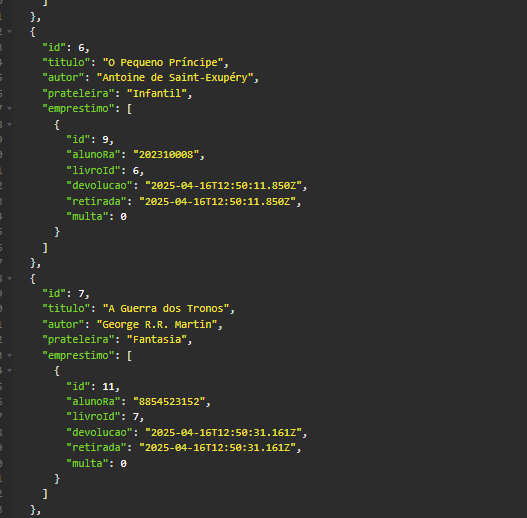 ]
},
{
"id": 6,
"titulo": "O Pequeno Príncipe",
"autor": "Antoine de Saint-Exupéry",
"prateleira": "Infantil",
"emprestimo": [
{
"id": 9,
"alunoRa": "202310008",
"livroId": 6,
"devolucao": "2025-04-16T12:50:11.850Z",
"retirada": "2025-04-16T12:50:11.850Z",
"multa": 0
}
]
},
{
"id": 7,
"titulo": "A Guerra dos Tronos",
"autor": "George R.R. Martin",
"prateleira": "Fantasia",
"emprestimo": [
{
"id": 11,
"alunoRa": "8854523152",
"livroId": 7,
"devolucao": "2025-04-16T12:50:31.161Z",
"retirada": "2025-04-16T12:50:31.161Z",
"multa": 0
}
]
},